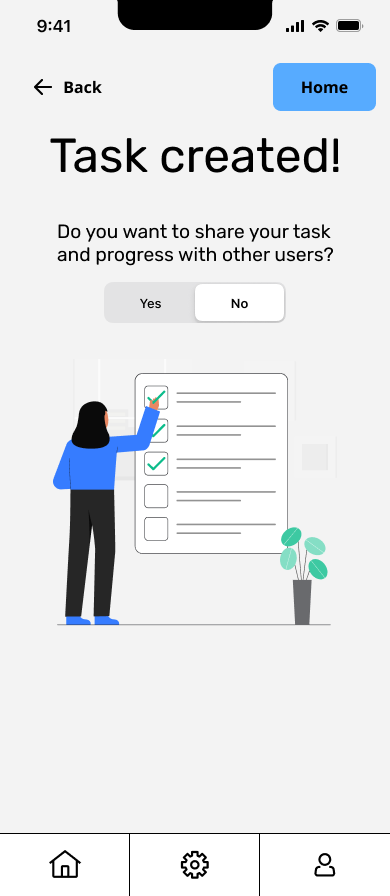 9:41
Back
Home
Task created!
Do you want to share your task
and progress with other users?
Yes
No